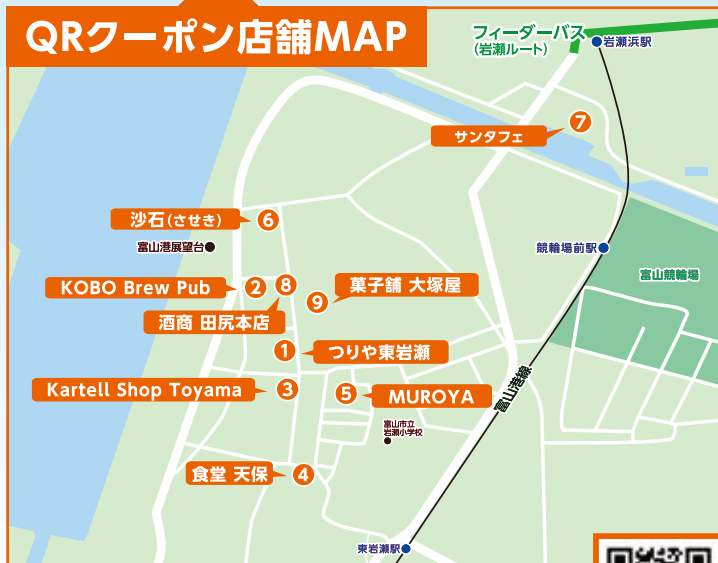 QRクーポン店舗MAP
フィーダーバス
(岩瀬ルート)
岩瀬浜駅
7
サンタフェ
沙石(させき)
6
富山港展望台
競輪場前駅
富山競輪場
KOBO Brew Pub
2
8
9
菓子舗 大塚屋
酒商 田尻本店
1
つりや東岩瀬
Kartell Shop Toyama
3
5
MUROYA
富山港線
富山市立
岩瀬小学校
食堂 天保
4
東岩瀬駅